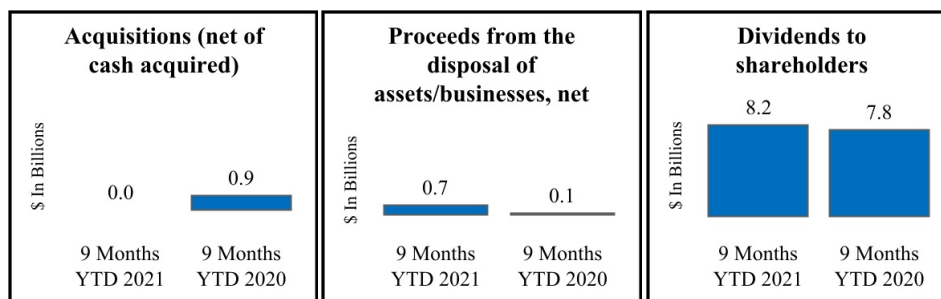 Acquisitions (net of
cash acquired)
$ In Billions
0.0
0.9
9 Months
YTD 2021
9 Months
YTD 2020
Proceeds from the
disposal of
assets/businesses, net
$ In Billions
0.7
0.1
9 Months
YTD 2021
9 Months
YTD 2020
Dividends to
shareholders
$ In Billions
8.2
7.8
9 Months
YTD 2021
9 Months
YTD 2020